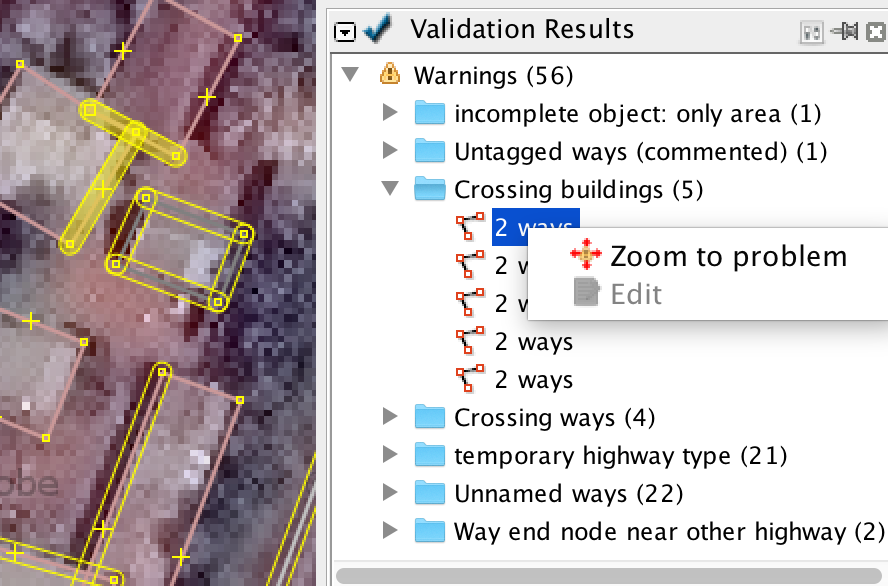 Validation Results
Warnings (56)
incomplete object: only area (1)
Untagged ways (commented) (1)
Crossing buildings (5)
2 ways
Zoom to problem
2 w
Edit
2 w
2 ways
2 ways
Crossing ways (4)
temporary highway type (21)
Unnamed ways (22)
Way end node near other highway (2)
obe